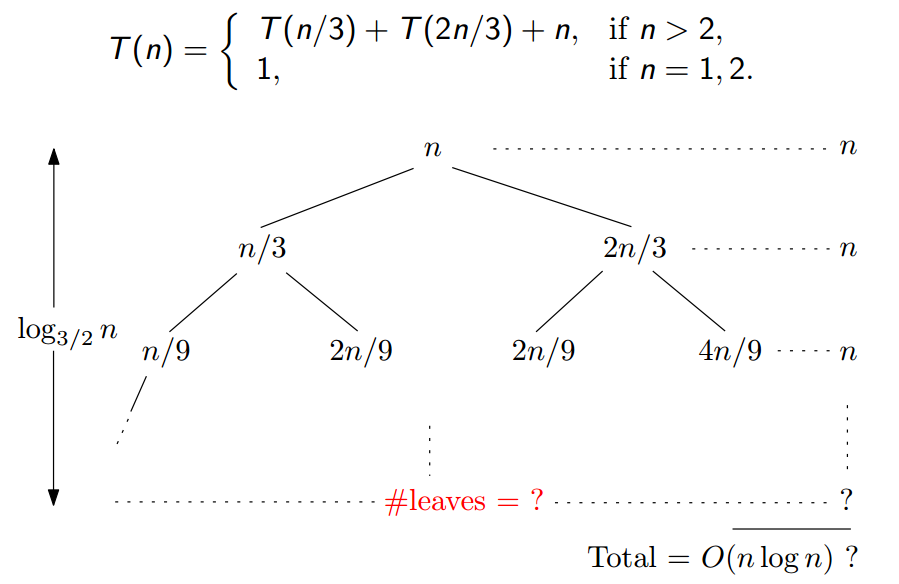 T(n) = { T(n/3) + T(2n/3) + n, if n > 2,
1, if n = 1, 2.
n n
n/3 2n/3 n
log_{3/2} n
n/9 2n/9 2n/9 4n/9 n
#leaves = ? ?
Total = O(n log n) ?